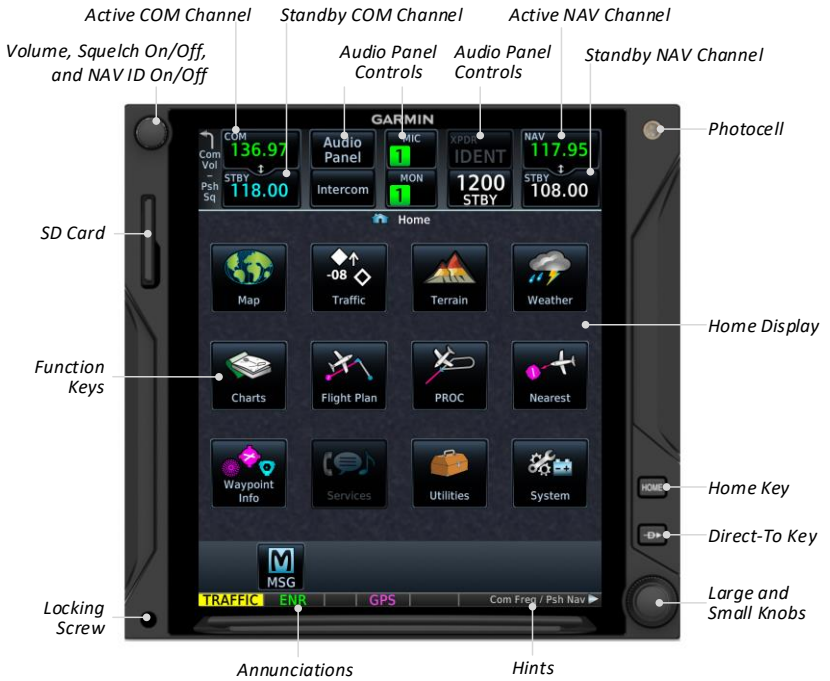 Active COM Channel
Standby COM Channel
Active NAV Channel
Volume, Squelch On/Off,
and NAV ID On/Off
Audio Panel
Controls
Audio Panel
Controls
Standby NAV Channel
GARMIN
Photocell
Com
Vol
–
Psh
Sq
COM
136.97
STBY
118.00
Audio
Panel
Intercom
MIC
1
MON
1
XPDR
IDENT
1200
STBY
NAV
117.95
STBY
108.00
Home
SD Card
-08
Map
Traffic
Terrain
Weather
Home Display
Function
Keys
Charts
Flight Plan
PROC
Nearest
Waypoint
Info
Services
Utilities
System
HOME
Home Key
D
Direct-To Key
MSG
TRAFFIC
ENR
GPS
Com Freq / Psh Nav
Large and
Small Knobs
Locking
Screw
Annunciations
Hints